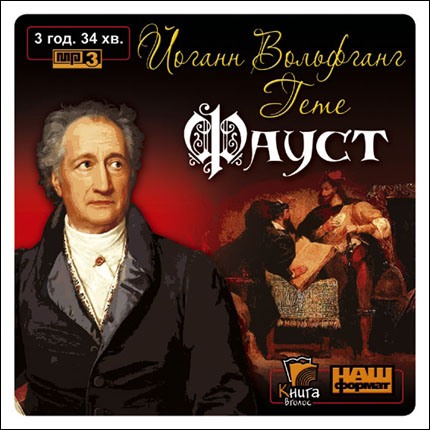 3 год. 34 хв.
mp3
Йоганн Вольфганг
Гете
Фауст
Книга
Вголос
НАШ
формат